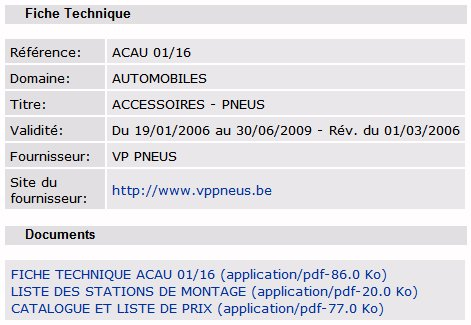 Fiche Technique
Référence: ACAU 01/16
Domaine: AUTOMOBILES
Titre: ACCESSOIRES - PNEUS
Validité: Du 19/01/2006 au 30/06/2009 - Rév. du 01/03/2006
Fournisseur: VP PNEUS
Site du
fournisseur: http://www.vppneus.be
Documents
FICHE TECHNIQUE ACAU 01/16 (application/pdf-86.0 Ko)
LISTE DES STATIONS DE MONTAGE (application/pdf-20.0 Ko)
CATALOGUE ET LISTE DE PRIX (application/pdf-77.0 Ko)